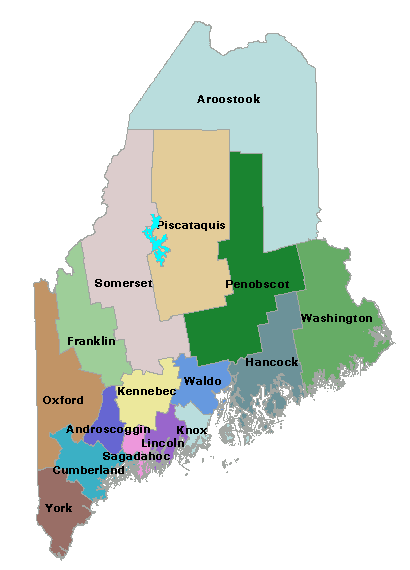 Aroostook
Piscataquis
Somerset
Penobscot
Washington
Franklin
Hancock
Waldo
Kennebec
Oxford
Androscoggin
Knox
Lincoln
Sagadahoc
Cumberland
York